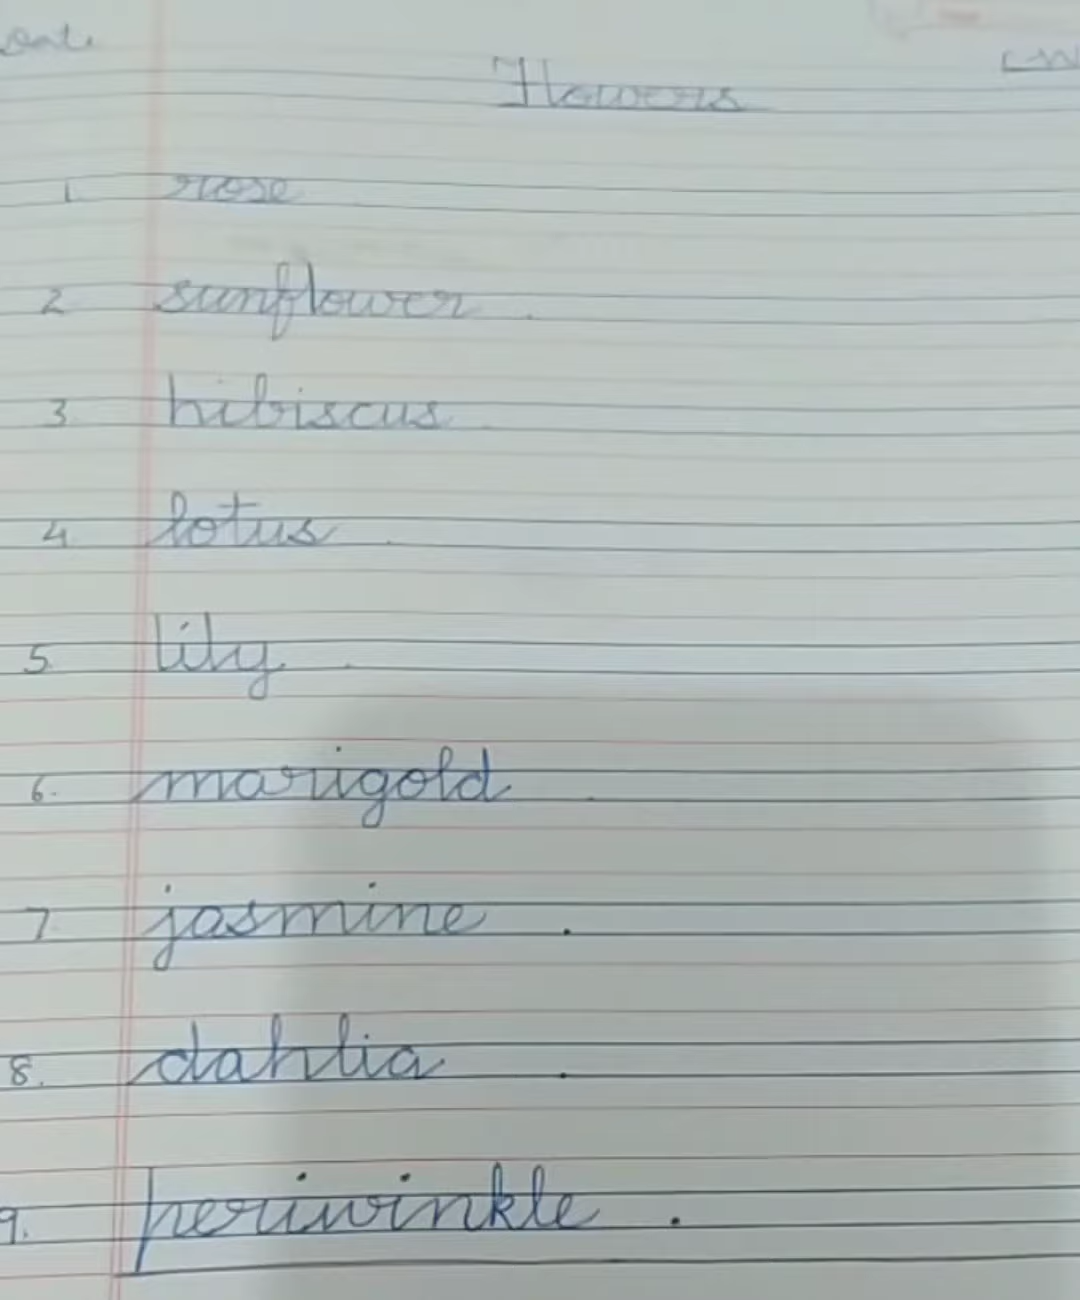 Flowers
1. rose
2 sunflower .
3. hibiscus
4. lotus .
5. lily .
6. marigold .
7. jasmine .
8. dahlia .
9. periwinkle .